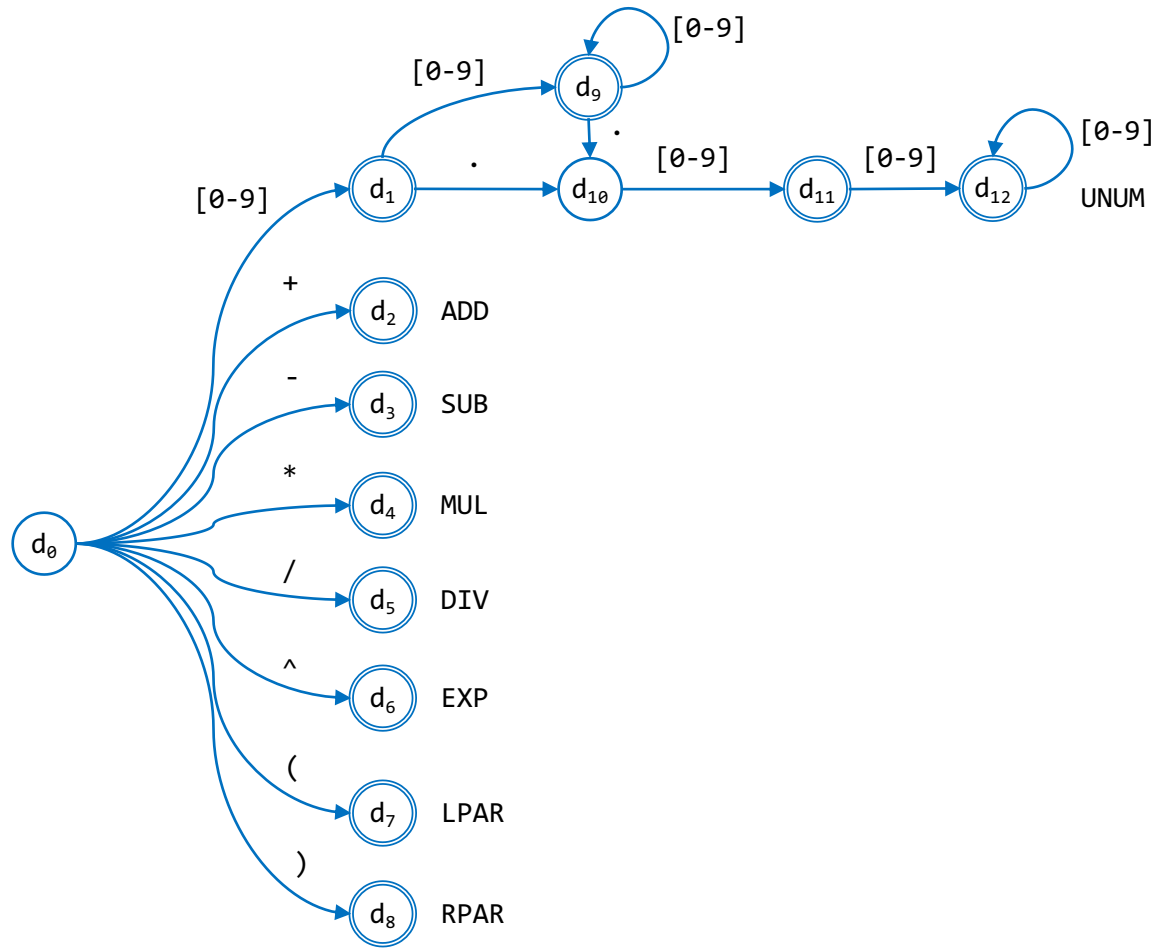 [0-9]
[0-9]
d₉
.
[0-9]
.
[0-9]
[0-9]
[0-9]
d₁
d₁₀
d₁₁
d₁₂
UNUM
+
d₂ ADD
-
d₃ SUB
*
d₄ MUL
d₀
/
d₅ DIV
^
d₆ EXP
(
d₇ LPAR
)
d₈ RPAR